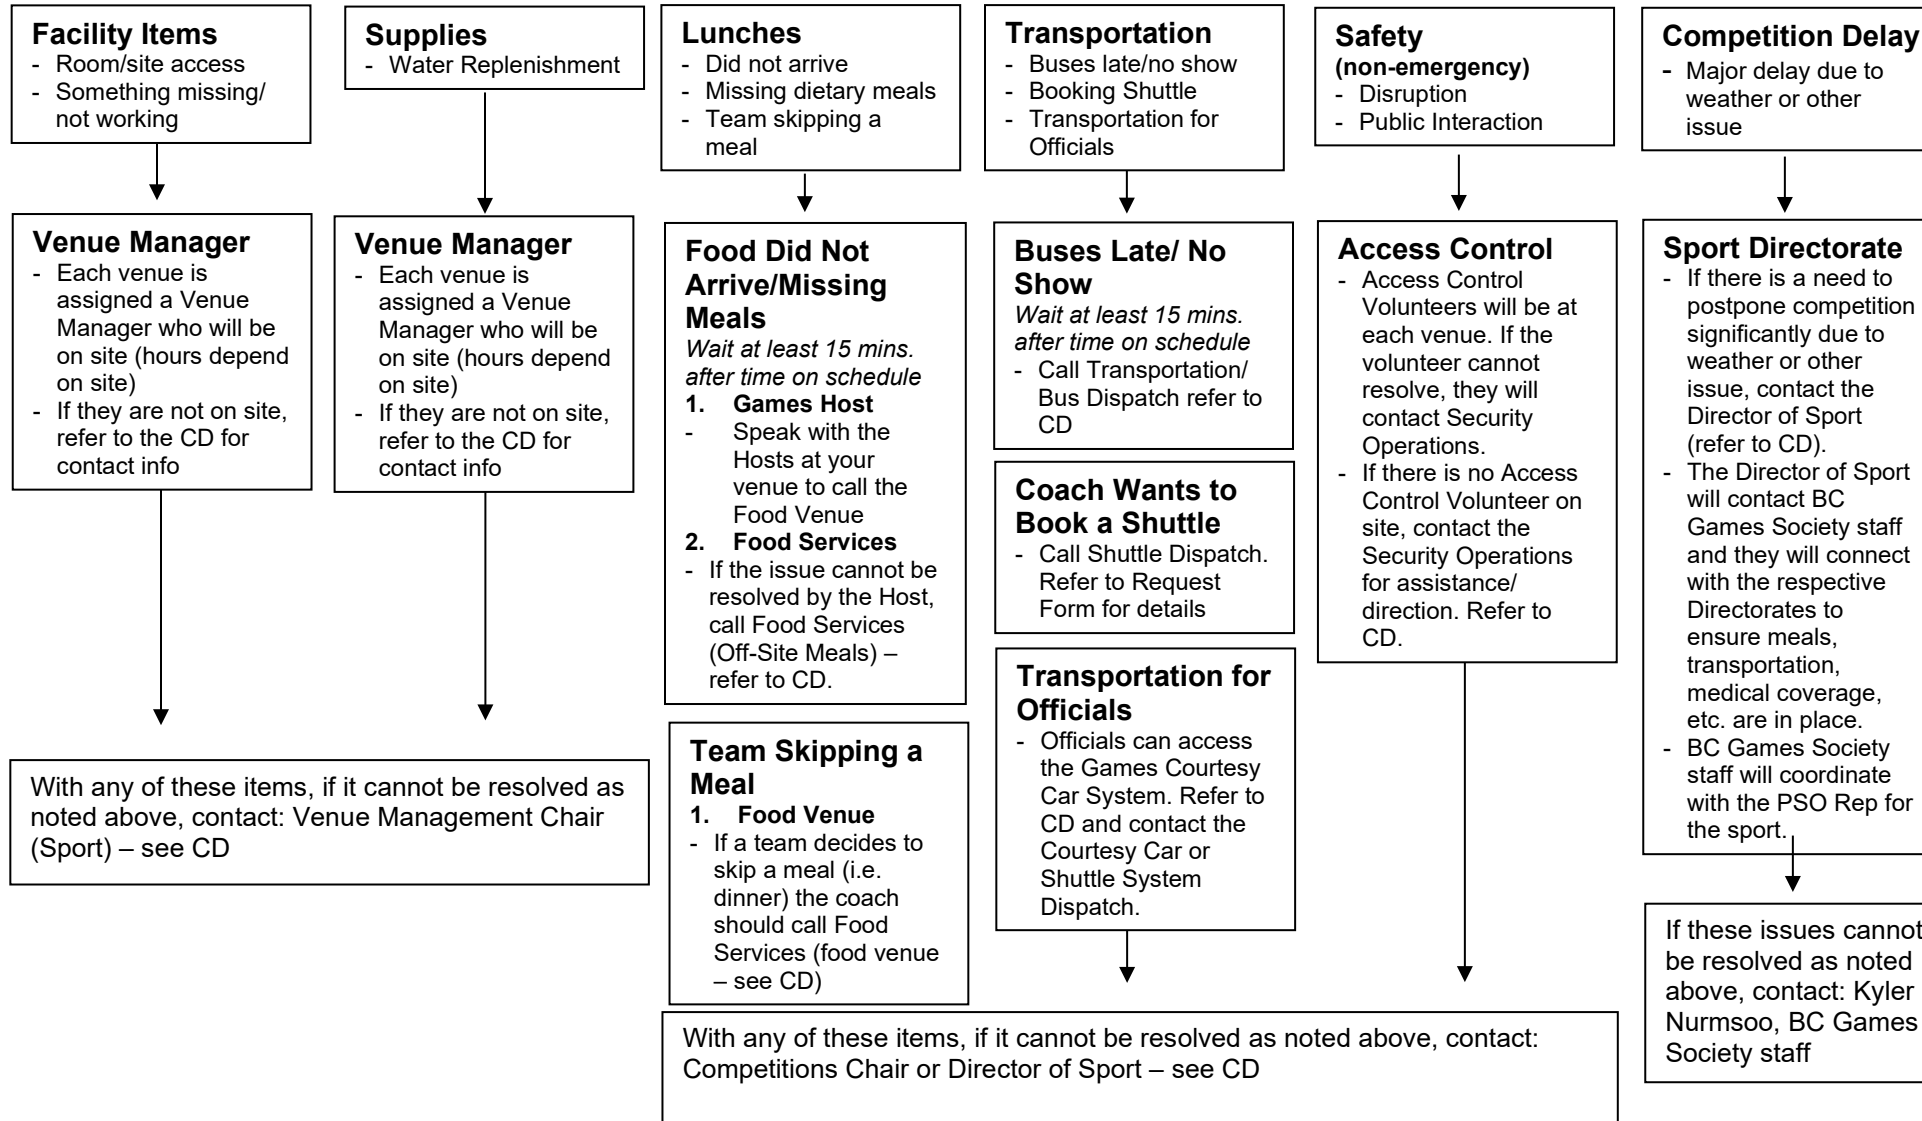 Facility Items
- Room/site access
- Something missing/
not working
Supplies
- Water Replenishment
Lunches
- Did not arrive
- Missing dietary meals
- Team skipping a
meal
Transportation
- Buses late/no show
- Booking Shuttle
- Transportation for
Officials
Safety
(non-emergency)
- Disruption
- Public Interaction
Competition Delay
- Major delay due to
weather or other
issue
Venue Manager
- Each venue is
assigned a Venue
Manager who will be
on site (hours depend
on site)
- If they are not on site,
refer to the CD for
contact info
Venue Manager
- Each venue is
assigned a Venue
Manager who will be
on site (hours depend
on site)
- If they are not on site,
refer to the CD for
contact info
With any of these items, if it cannot be resolved as
noted above, contact: Venue Management Chair
(Sport) – see CD
Food Did Not
Arrive/Missing
Meals
Wait at least 15 mins.
after time on schedule
1. Games Host
- Speak with the
Hosts at your
venue to call the
Food Venue
2. Food Services
- If the issue cannot be
resolved by the Host,
call Food Services
(Off-Site Meals) –
refer to CD.
Team Skipping a
Meal
1. Food Venue
- If a team decides to
skip a meal (i.e.
dinner) the coach
should call Food
Services (food venue
– see CD)
Buses Late/ No
Show
Wait at least 15 mins.
after time on schedule
- Call Transportation/
Bus Dispatch refer to
CD
Coach Wants to
Book a Shuttle
- Call Shuttle Dispatch.
Refer to Request
Form for details
Transportation for
Officials
- Officials can access
the Games Courtesy
Car System. Refer to
CD and contact the
Courtesy Car or
Shuttle System
Dispatch.
Access Control
- Access Control
Volunteers will be at
each venue. If the
volunteer cannot
resolve, they will
contact Security
Operations.
- If there is no Access
Control Volunteer on
site, contact the
Security Operations
for assistance/
direction. Refer to
CD.
With any of these items, if it cannot be resolved as noted above, contact:
Competitions Chair or Director of Sport – see CD
Sport Directorate
- If there is a need to
postpone competition
significantly due to
weather or other
issue, contact the
Director of Sport
(refer to CD).
- The Director of Sport
will contact BC
Games Society staff
and they will connect
with the respective
Directorates to
ensure meals,
transportation,
medical coverage,
etc. are in place.
- BC Games Society
staff will coordinate
with the PSO Rep for
the sport.
If these issues cannot
be resolved as noted
above, contact: Kyler
Nurmsoo, BC Games
Society staff